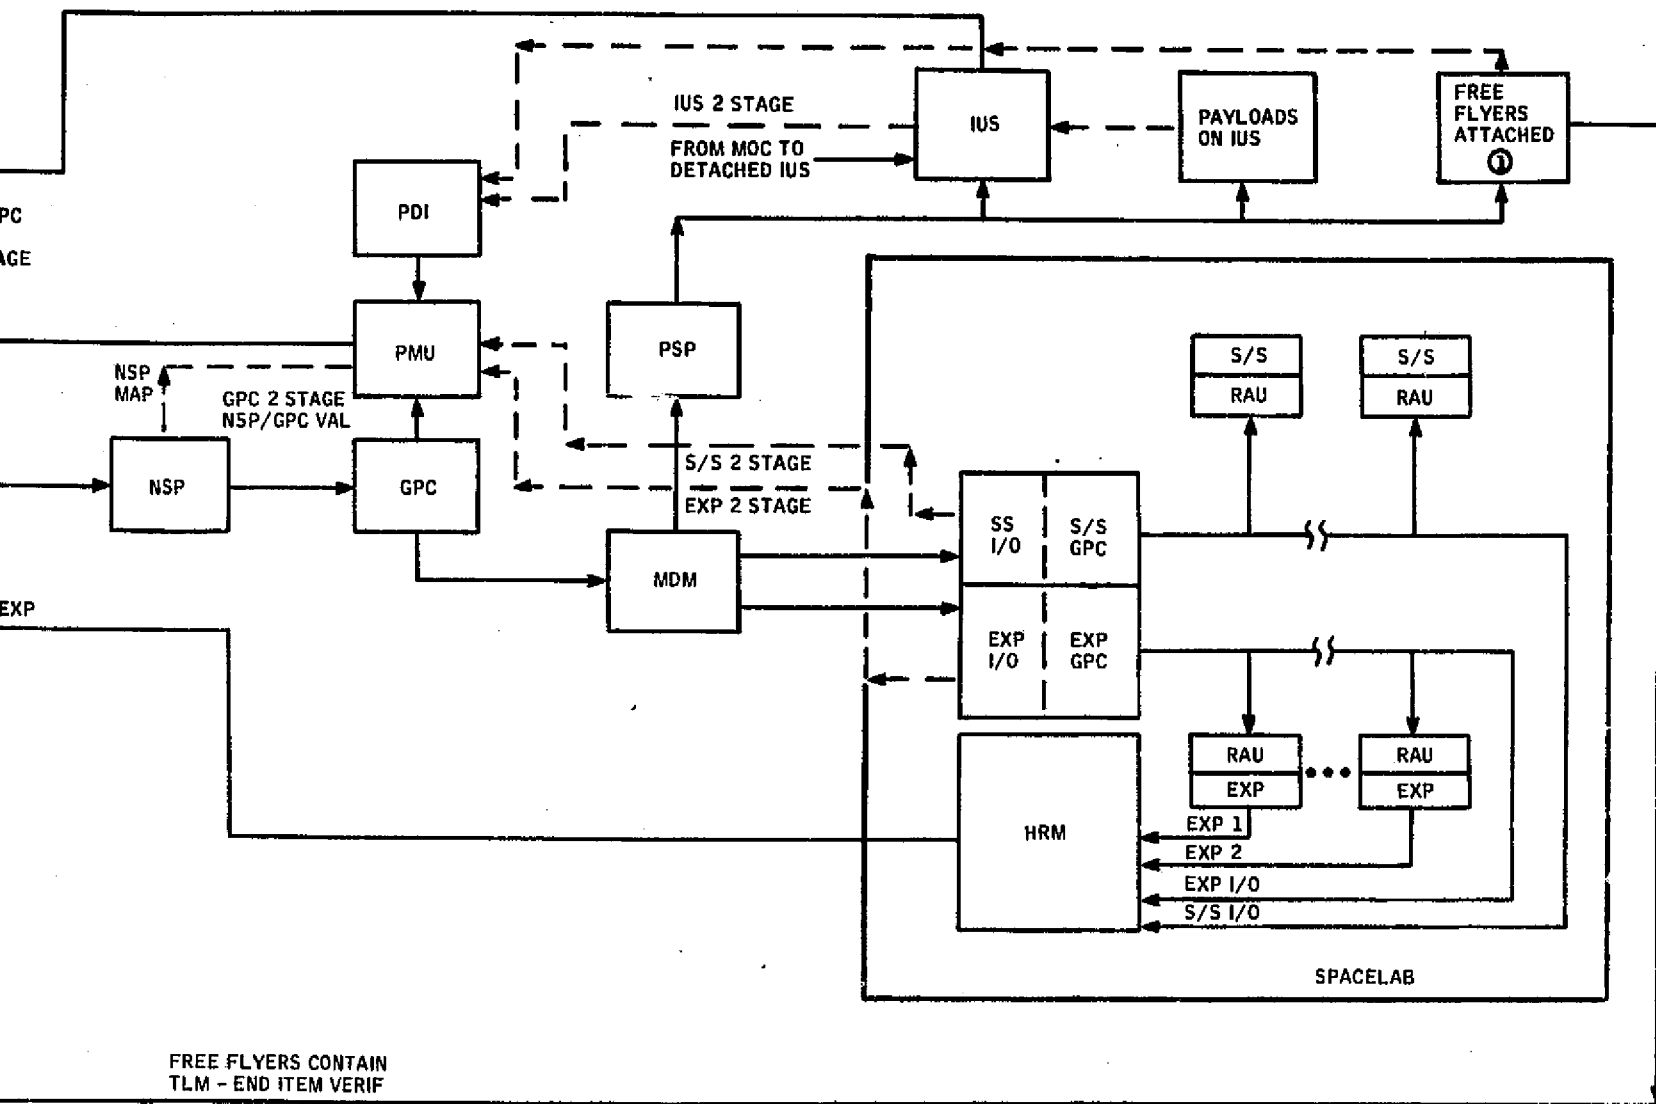 IUS 2 STAGE
FROM MOC TO
DETACHED IUS
IUS
PAYLOADS
ON IUS
FREE
FLYERS
ATTACHED
1
PC
AGE
PDI
PMU
PSP
NSP
MAP
GPC 2 STAGE
NSP/GPC VAL
NSP
GPC
MDM
S/S 2 STAGE
EXP 2 STAGE
S/S
RAU
S/S
RAU
SS
I/O
S/S
GPC
EXP
I/O
EXP
GPC
EXP
RAU
EXP
RAU
EXP
HRM
EXP 1
EXP 2
EXP I/O
S/S I/O
SPACELAB
FREE FLYERS CONTAIN
TLM - END ITEM VERIF